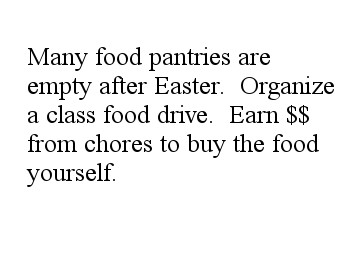 Many food pantries are
empty after Easter.  Organize
a class food drive.  Earn $$
from chores to buy the food
yourself.